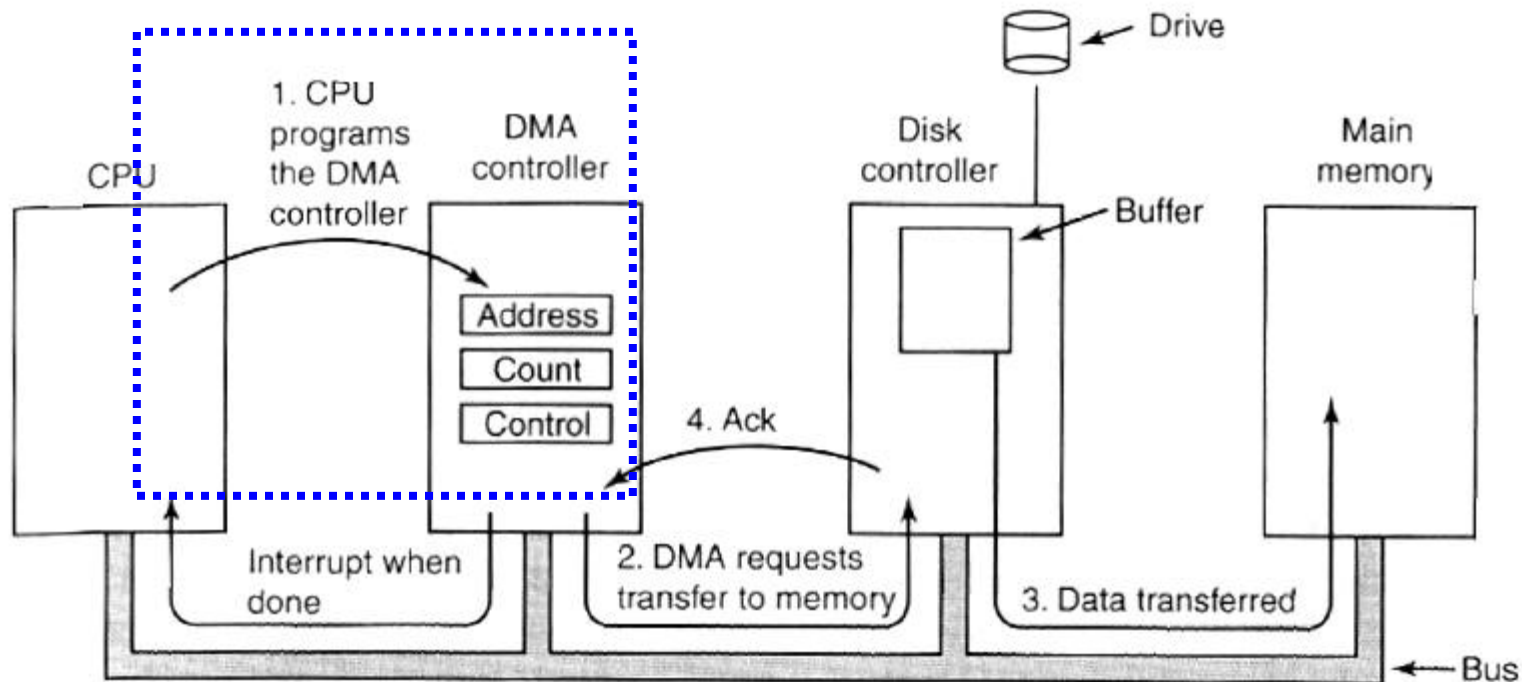 Drive
1. CPU
programs
the DMA
controller
CPU
DMA
controller
Disk
controller
Main
memory
Buffer
Address
Count
Control
4. Ack
Interrupt when
done
2. DMA requests
transfer to memory
3. Data transferred
Bus